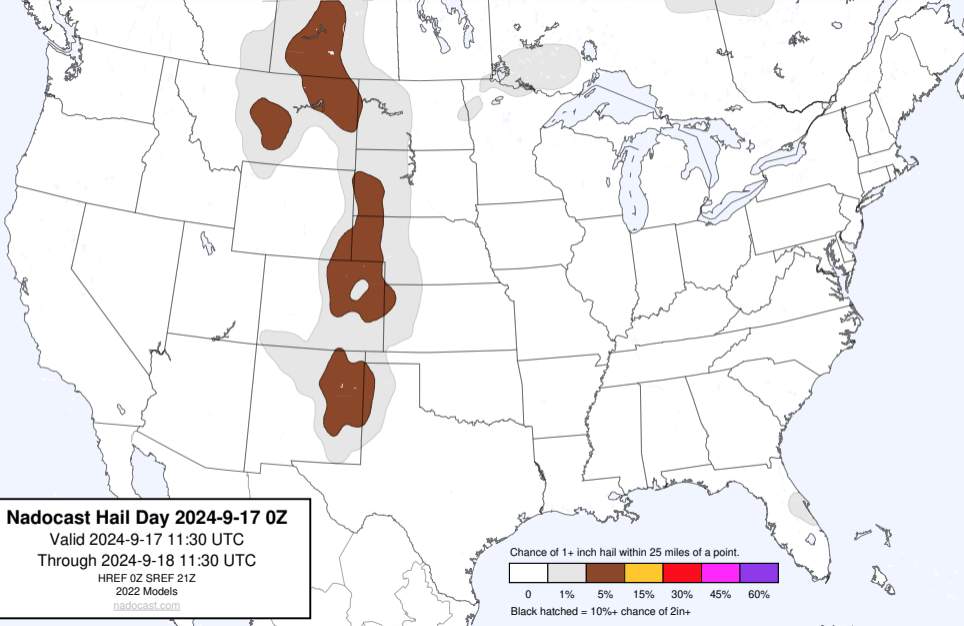 Nadocast Hail Day 2024-9-17 0Z
Valid 2024-9-17 11:30 UTC
Through 2024-9-18 11:30 UTC
HREF 0Z SREF 21Z
2022 Models
nadocast.com
Chance of 1+ inch hail within 25 miles of a point.
0 1% 5% 15% 30% 45% 60%
Black hatched = 10%+ chance of 2in+